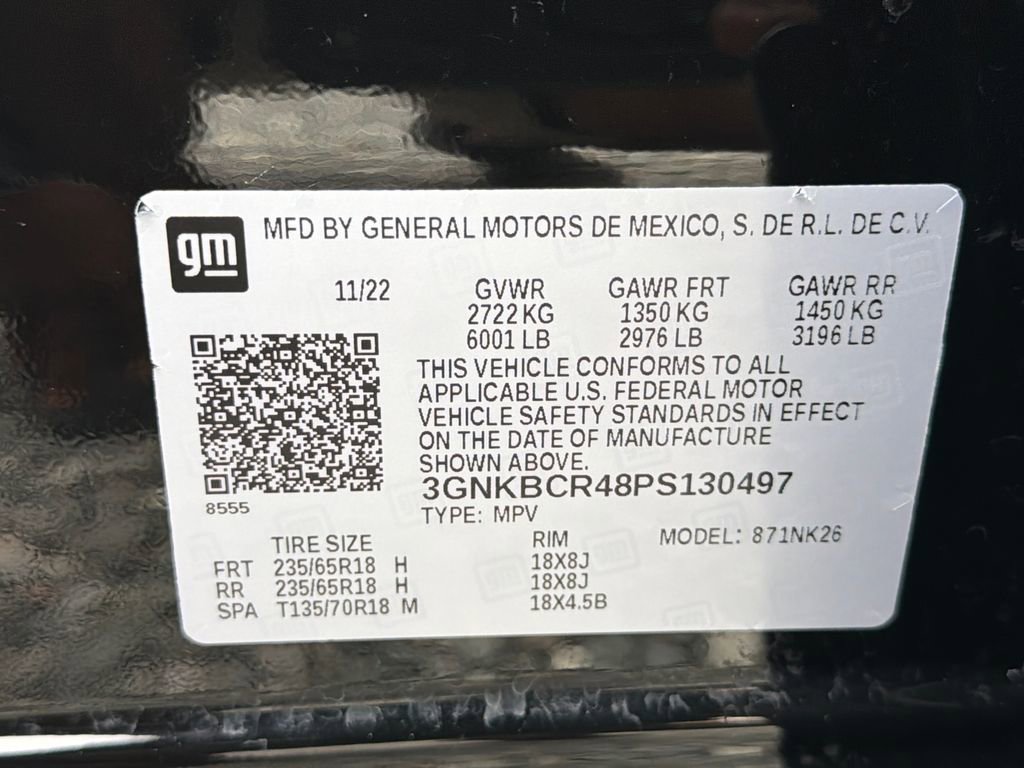 gm
MFD BY GENERAL MOTORS DE MEXICO, S. DE R.L. DE C.V.
11/22 GVWR GAWR FRT GAWR RR
2722 KG 1350 KG 1450 KG
6001 LB 2976 LB 3196 LB
THIS VEHICLE CONFORMS TO ALL
APPLICABLE U.S. FEDERAL MOTOR
VEHICLE SAFETY STANDARDS IN EFFECT
ON THE DATE OF MANUFACTURE
SHOWN ABOVE.
3GNKBCR48PS130497
8555
TYPE: MPV
TIRE SIZE RIM MODEL: 871NK26
FRT 235/65R18 H 18X8J
RR 235/65R18 H 18X8J
SPA T135/70R18 M 18X4.5B